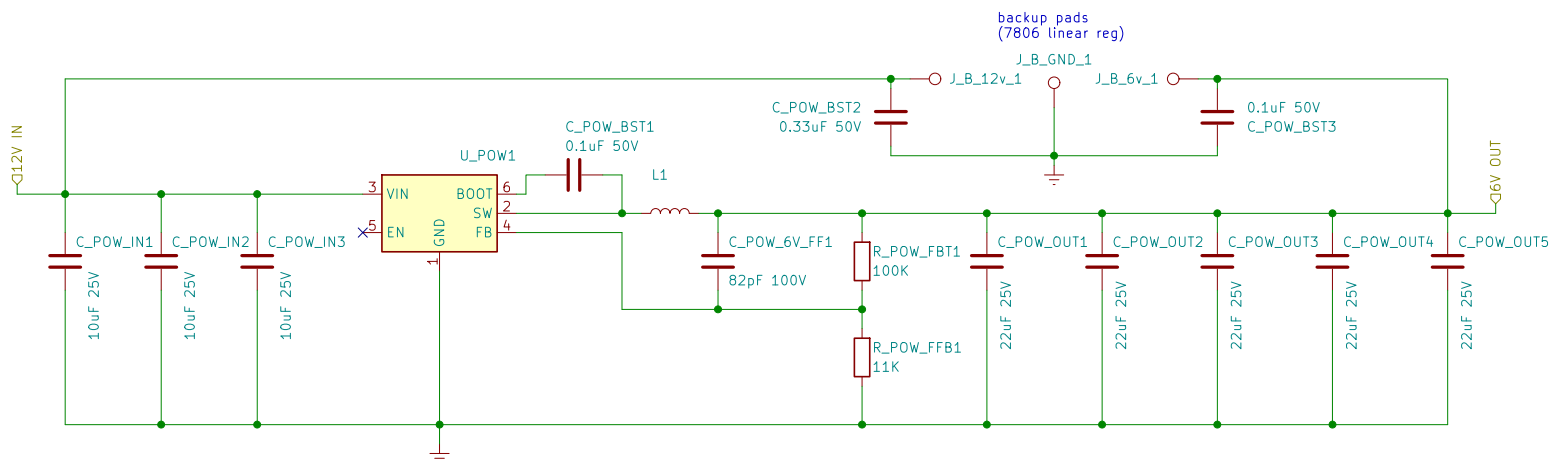 backup pads
(7806 linear reg)
J_B_GND_1
J_B_12v_1
J_B_6v_1
C_POW_BST2
0.33uF 50V
0.1uF 50V
C_POW_BST3
C_POW_BST1
0.1uF 50V
12V IN
U_POW1
L1
6V OUT
3
VIN
BOOT
6
SW
2
5
EN
FB
4
GND
1
C_POW_IN1
10uF 25V
C_POW_IN2
10uF 25V
C_POW_IN3
10uF 25V
C_POW_6V_FF1
82pF 100V
R_POW_FBT1
100K
R_POW_FFB1
11K
C_POW_OUT1
22uF 25V
C_POW_OUT2
22uF 25V
C_POW_OUT3
22uF 25V
C_POW_OUT4
22uF 25V
C_POW_OUT5
22uF 25V